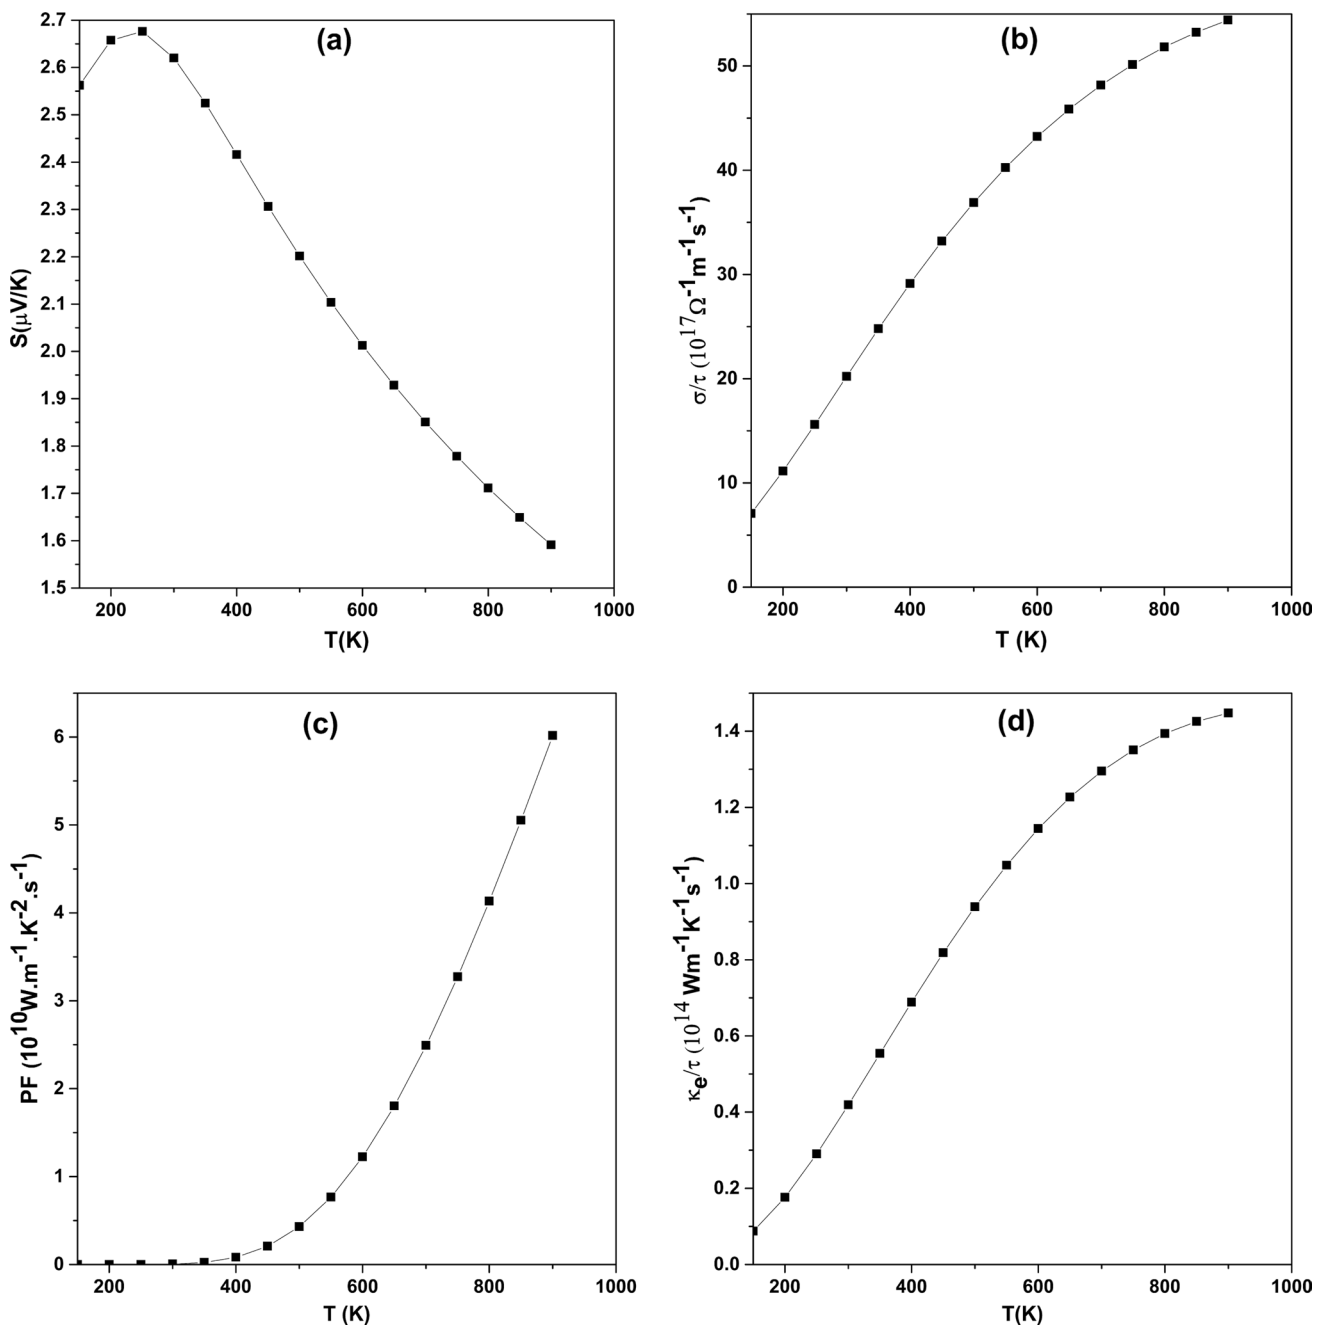 (a)
2.7
2.6
2.5
2.4
2.3
2.2
2.1
2.0
1.9
1.8
1.7
1.6
1.5
S(μV/K)
200 400 600 800 1000
T(K)
(b)
50
40
30
20
10
0
σ/τ (10¹⁷Ω⁻¹m⁻¹s⁻¹)
200 400 600 800 1000
T (K)
(c)
6
5
4
3
2
1
0
PF (10¹⁰W.m⁻¹.K⁻².s⁻¹)
200 400 600 800 1000
T (K)
(d)
1.4
1.2
1.0
0.8
0.6
0.4
0.2
0.0
κe/τ (10¹⁴ Wm⁻¹K⁻¹s⁻¹)
200 400 600 800 1000
T(K)